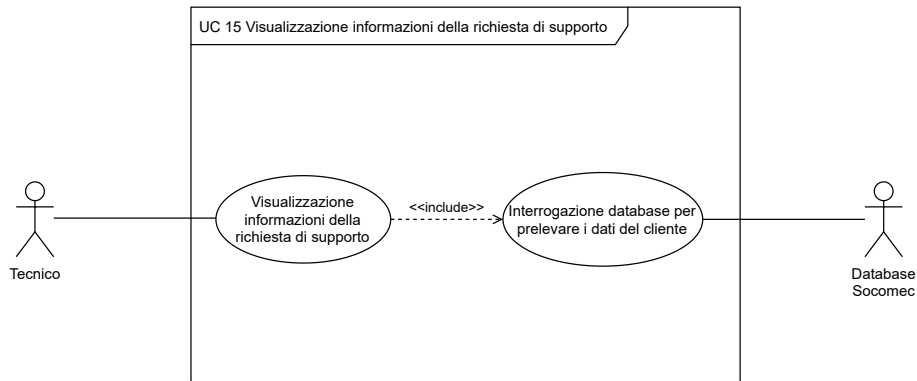 UC 15 Visualizzazione informazioni della richiesta di supporto
Visualizzazione
informazioni della
richiesta di supporto
<<include>>
Interrogazione database per
prelevare i dati del cliente
Tecnico
Database
Socomec